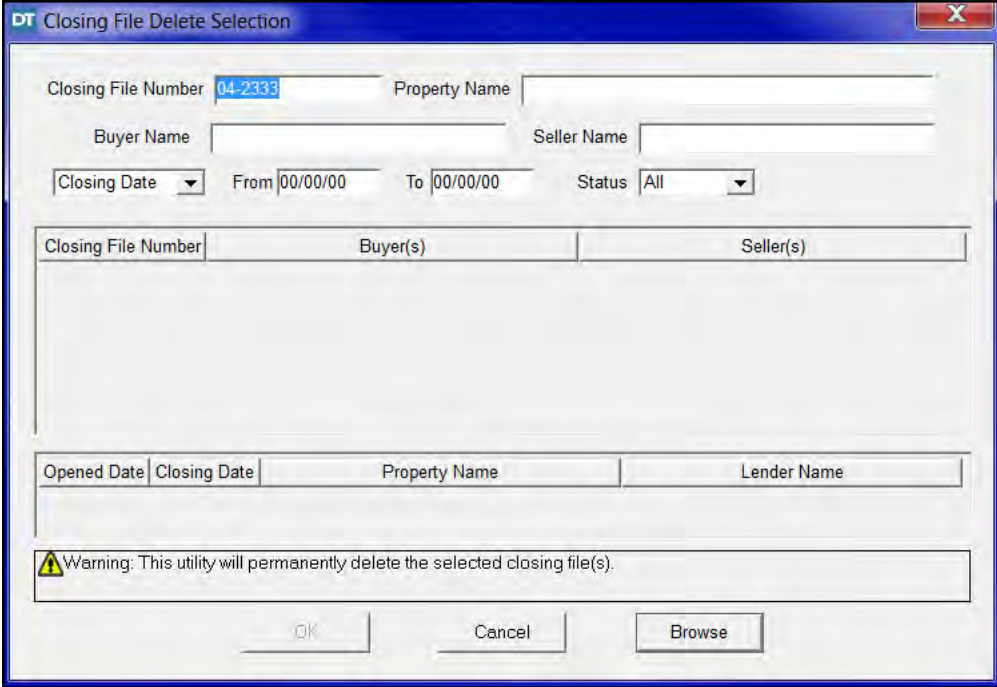 DT Closing File Delete Selection X
Closing File Number 04-2333 Property Name
Buyer Name Seller Name
Closing Date From 00/00/00 To 00/00/00 Status All
Closing File Number Buyer(s) Seller(s)
Opened Date Closing Date Property Name Lender Name
Warning: This utility will permanently delete the selected closing file(s).
OK Cancel Browse